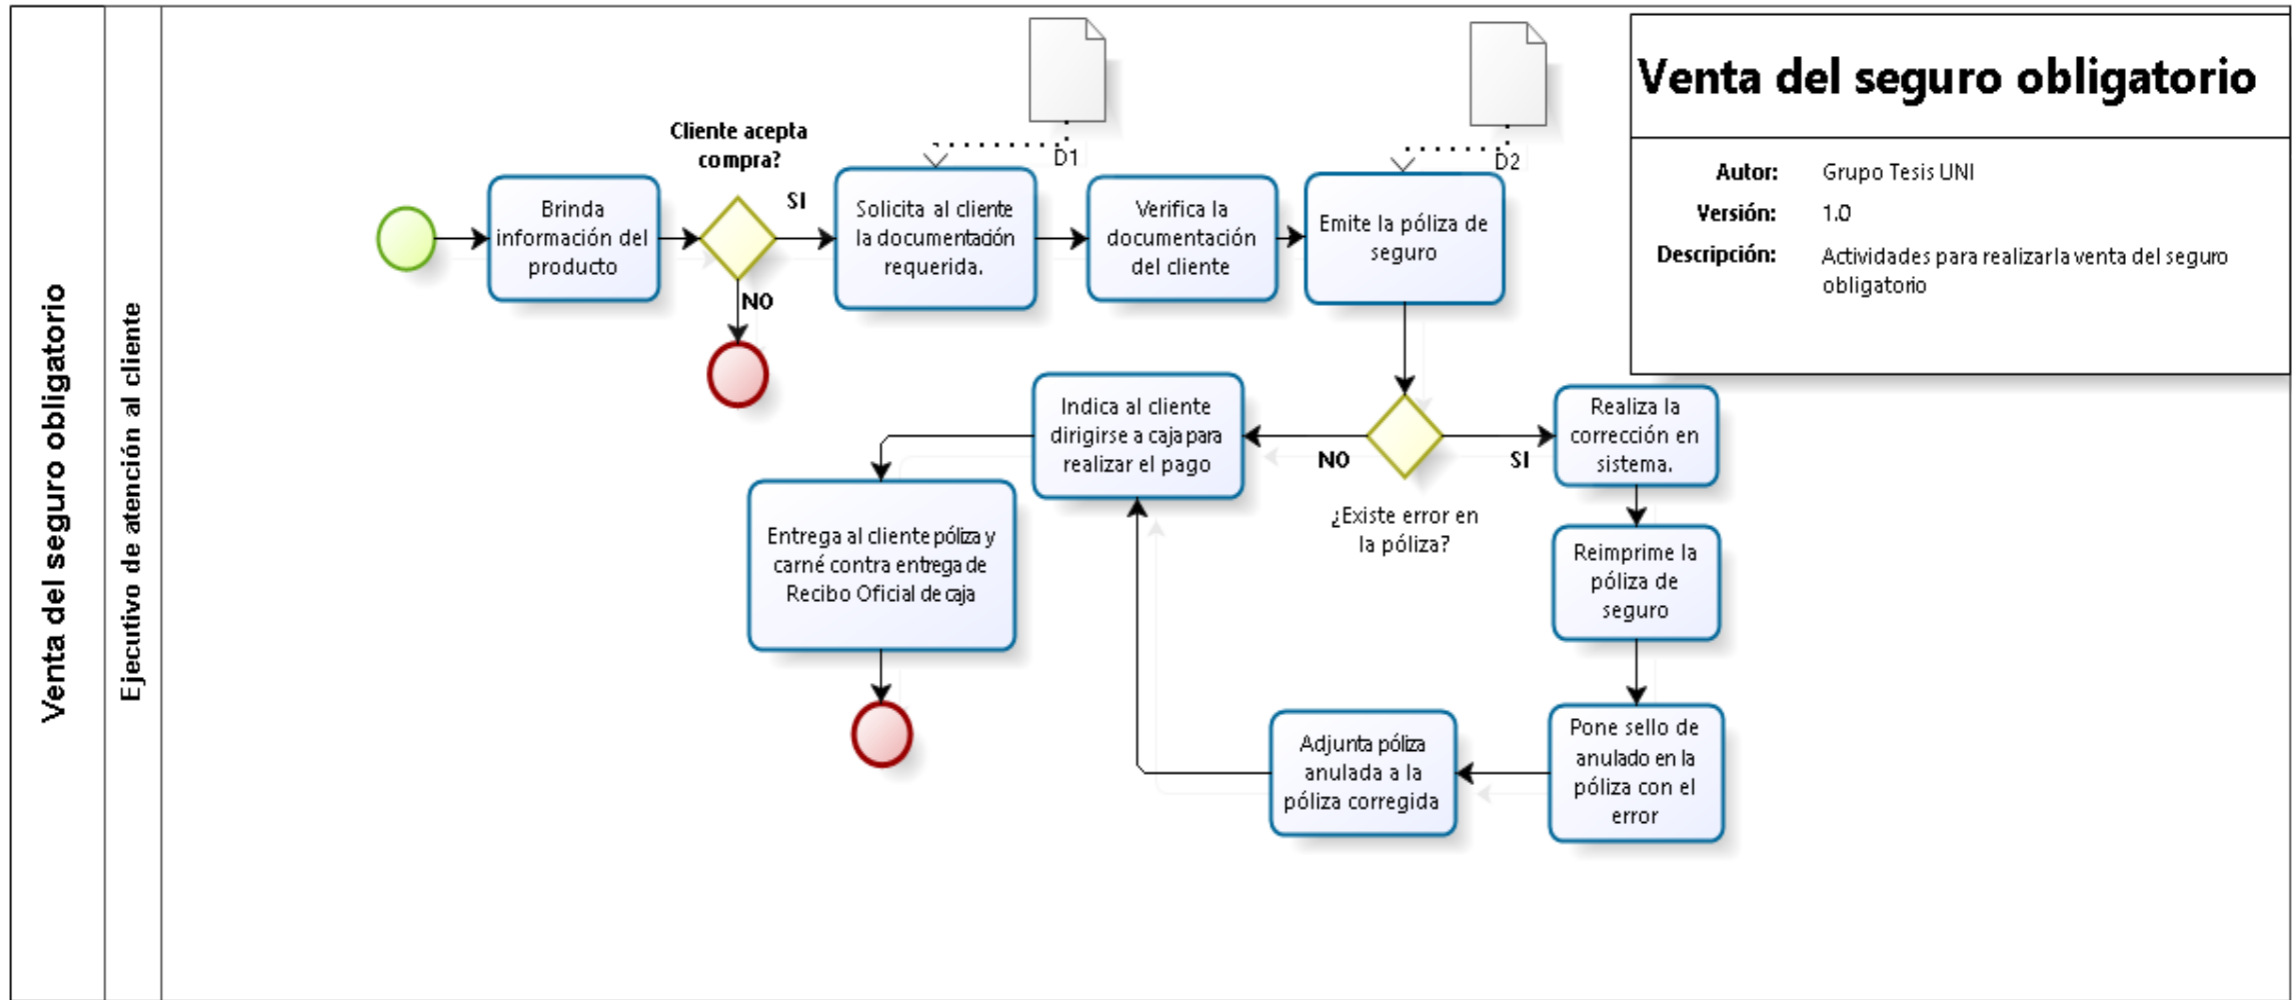 Venta del seguro obligatorio
Ejecutivo de atención al cliente
Venta del seguro obligatorio
Autor: Grupo Tesis UNI
Versión: 1.0
Descripción: Actividades para realizar la venta del seguro
obligatorio
Brinda
información del
producto
Cliente acepta
compra?
SI
NO
D1
Solicita al cliente
la documentación
requerida.
Verifica la
documentación
del cliente
D2
Emite la póliza de
seguro
¿Existe error en
la póliza?
NO
SI
Indica al cliente
dirigirse a caja para
realizar el pago
Entrega al cliente póliza y
carné contra entrega de
Recibo Oficial de caja
Realiza la
corrección en
sistema.
Reimprime la
póliza de
seguro
Pone sello de
anulado en la
póliza con el
error
Adjunta póliza
anulada a la
póliza corregida